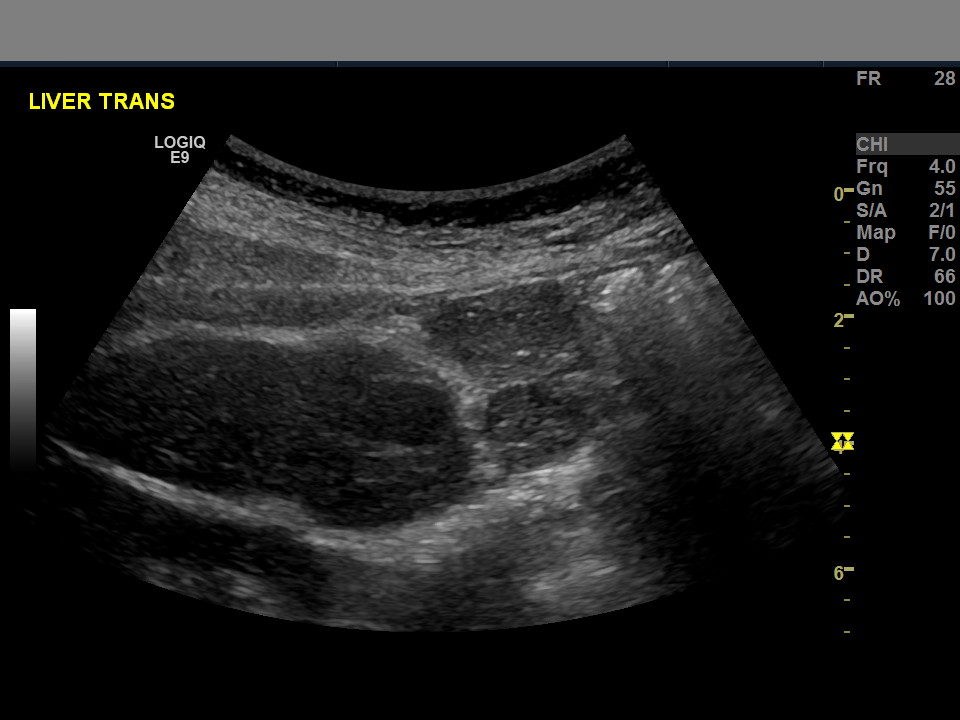 LIVER TRANS
LOGIQ
E9
FR 28
CHI
Frq 4.0
Gn 55
S/A 2/1
Map F/0
D 7.0
DR 66
AO% 100
0
2
6